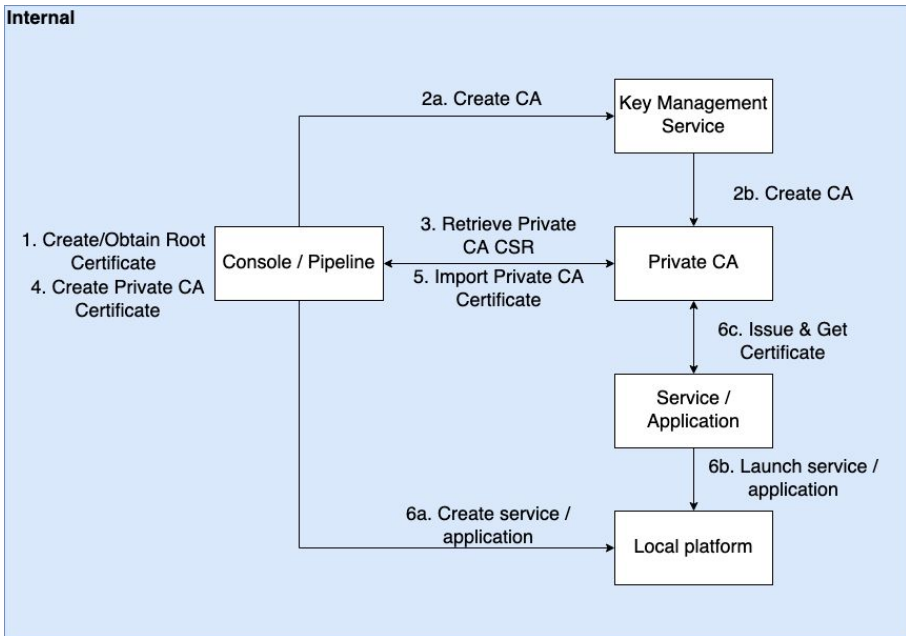 Internal
2a. Create CA
Key Management
Service
2b. Create CA
1. Create/Obtain Root
Certificate
4. Create Private CA
Certificate
Console / Pipeline
3. Retrieve Private
CA CSR
5. Import Private CA
Certificate
Private CA
6c. Issue & Get
Certificate
Service /
Application
6b. Launch service /
application
6a. Create service /
application
Local platform